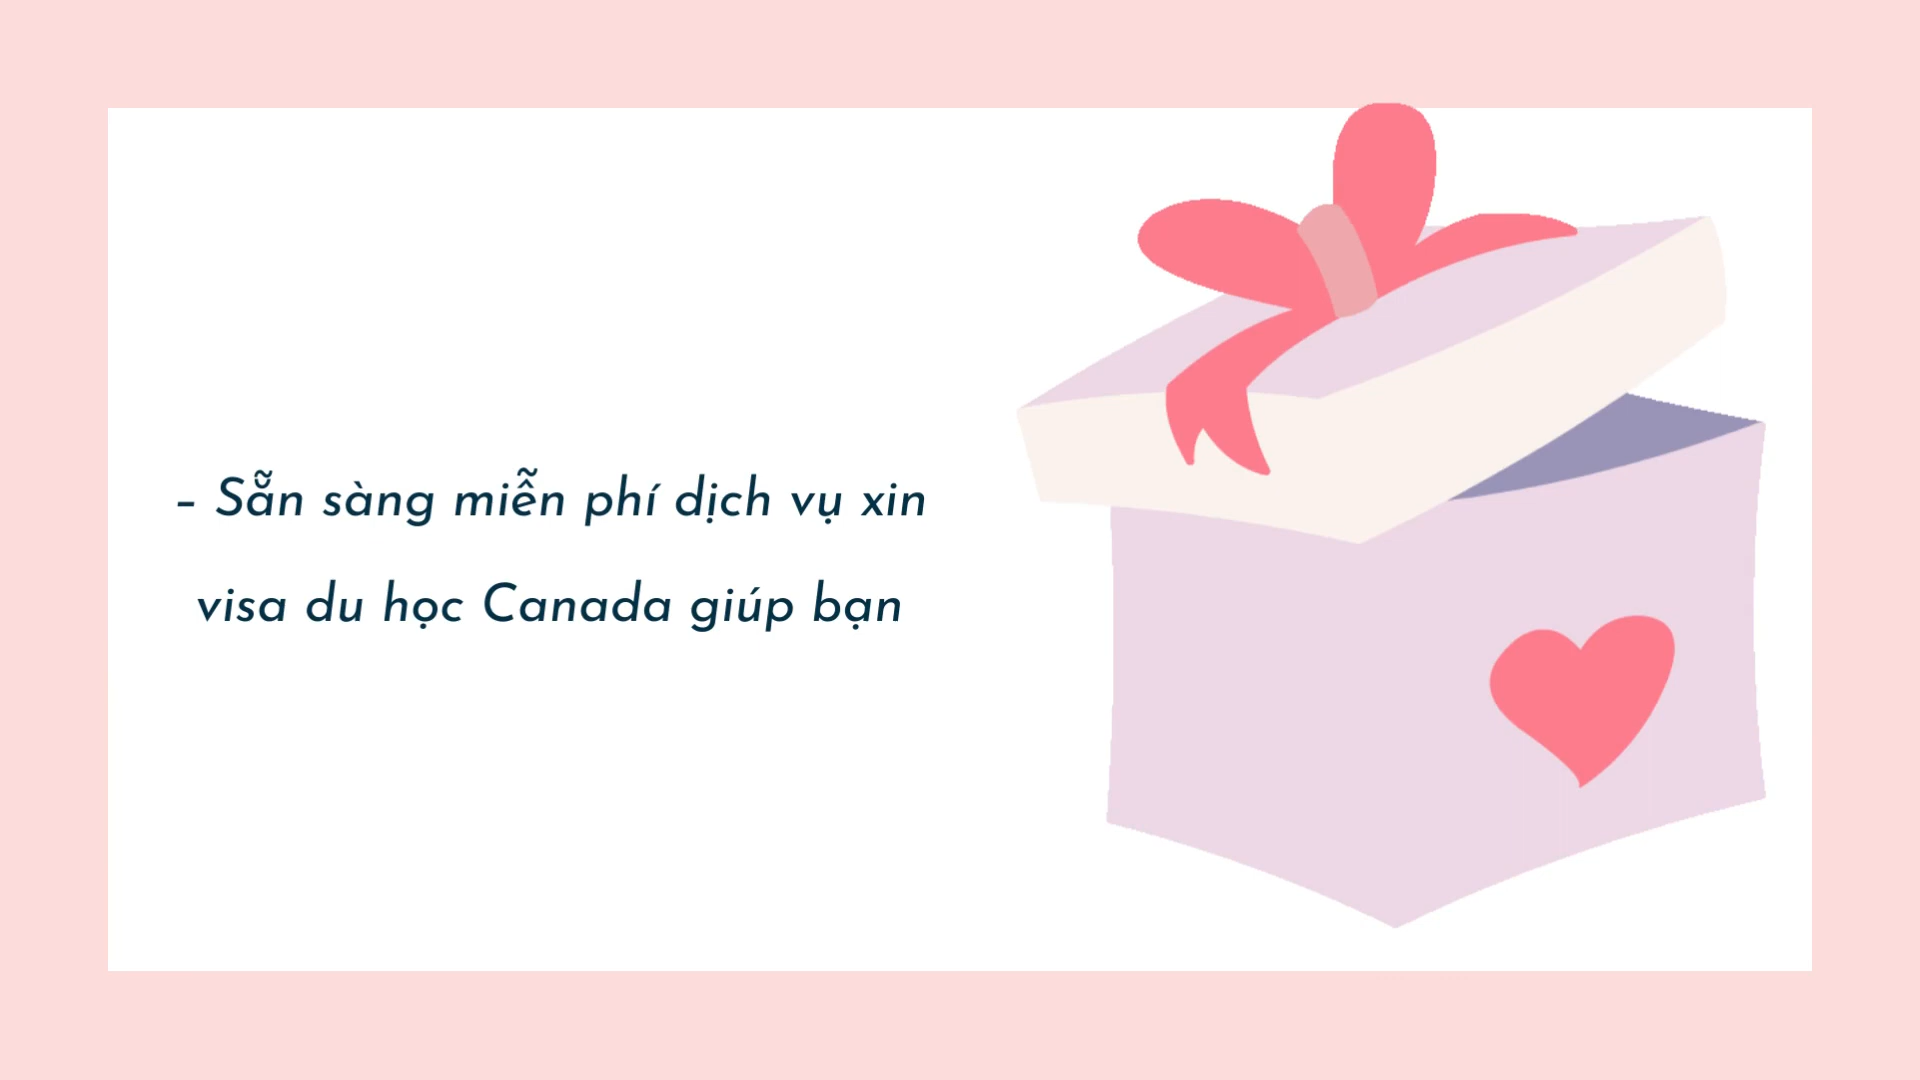 – Sẵn sàng miễn phí dịch vụ xin
visa du học Canada giúp bạn